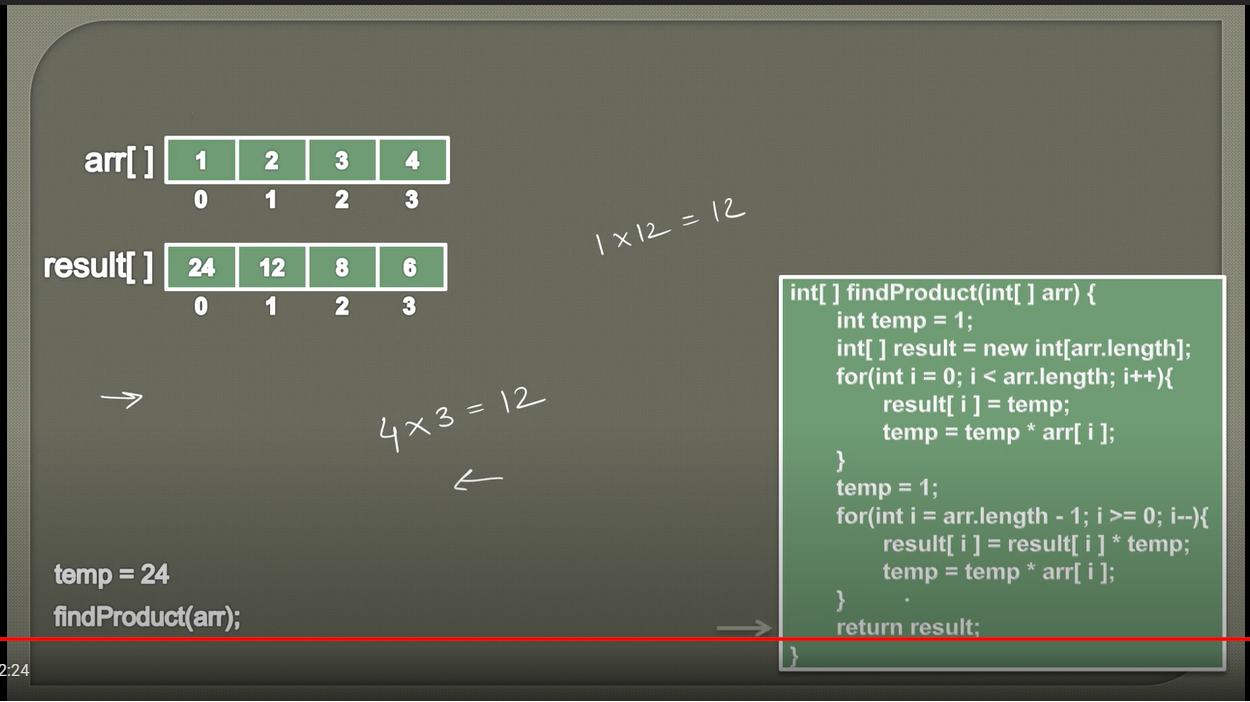 arr[ ] 1 2 3 4
0 1 2 3
1 x 12 = 12
result[ ] 24 12 8 6
0 1 2 3
4 x 3 = 12
temp = 24
findProduct(arr);
int[ ] findProduct(int[ ] arr) {
int temp = 1;
int[ ] result = new int[arr.length];
for(int i = 0; i < arr.length; i++){
result[ i ] = temp;
temp = temp * arr[ i ];
}
temp = 1;
for(int i = arr.length - 1; i >= 0; i--){
result[ i ] = result[ i ] * temp;
temp = temp * arr[ i ];
}
return result;
}
2:24